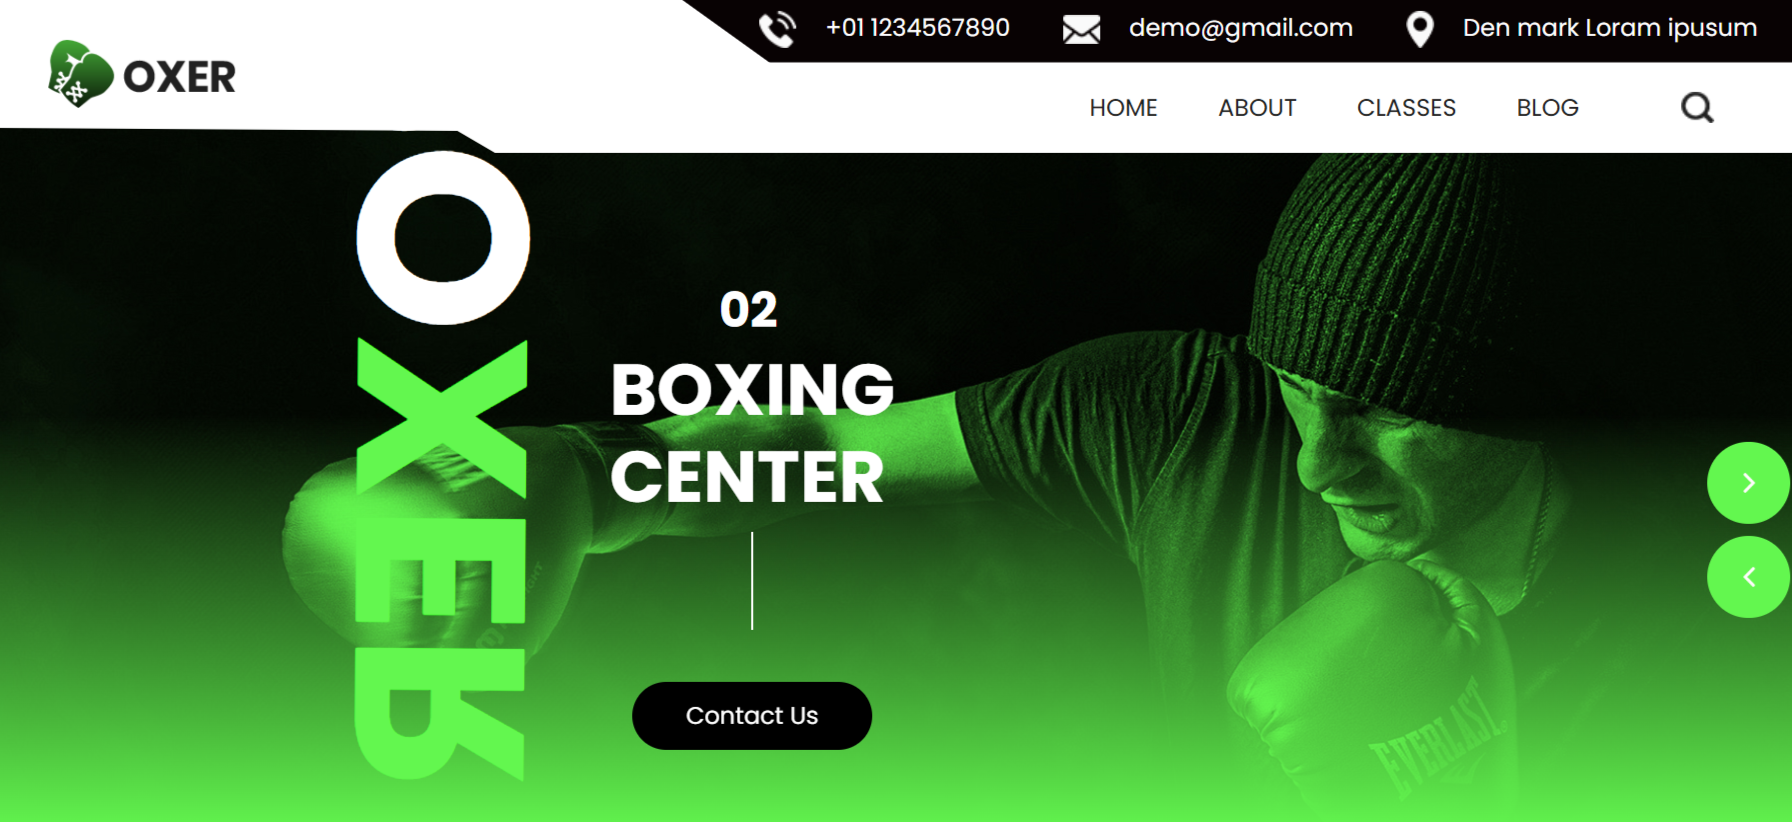 +01 1234567890
demo@gmail.com
Den mark Loram ipusum
OXER
HOME
ABOUT
CLASSES
BLOG
OXER
02
BOXING
CENTER
Contact Us
EVERLAST